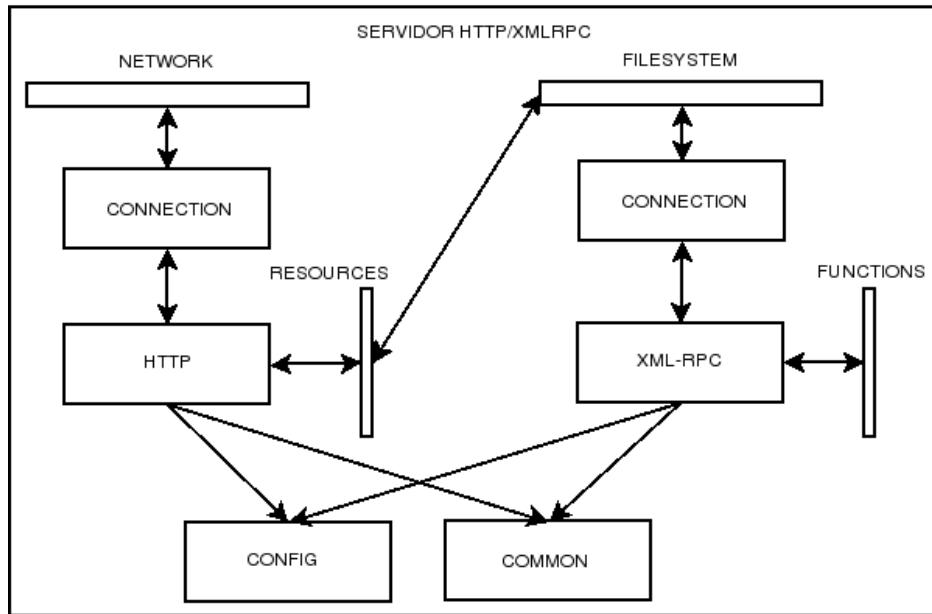 SERVIDOR HTTP/XMLRPC
NETWORK
FILESYSTEM
CONNECTION
CONNECTION
RESOURCES
FUNCTIONS
HTTP
XML-RPC
CONFIG
COMMON